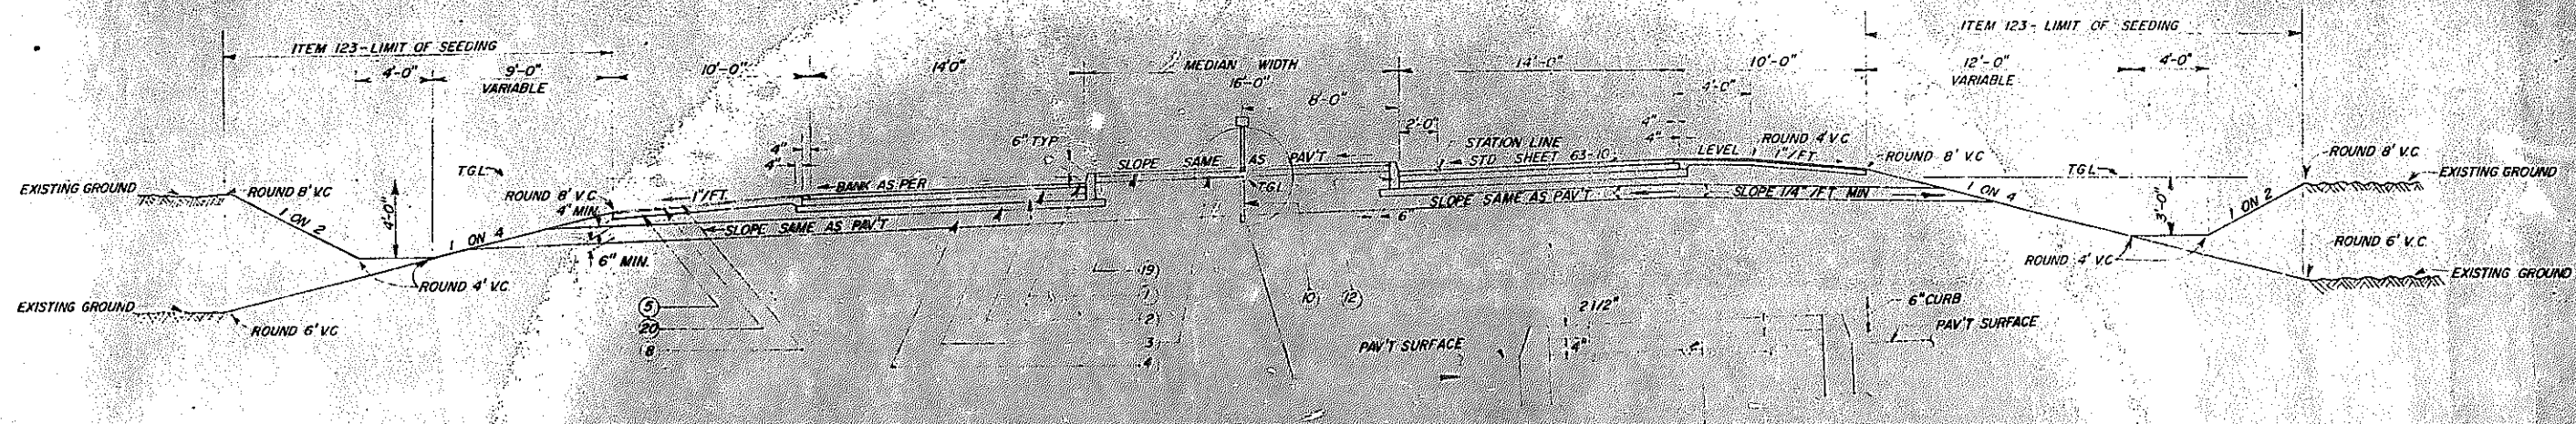 ITEM 123-LIMIT OF SEEDING
ITEM 123- LIMIT OF SEEDING
4'-0"
9'-0"
VARIABLE
10'-0"
14'0"
MEDIAN WIDTH
16'-0"
8'-0"
14'-0"
10'-0"
4'-0"
12'-0"
VARIABLE
4'-0"
2'-0"
6" TYP
4"
4"
4"
4"
STATION LINE
STD SHEET 63-10
ROUND 4' V.C
LEVEL
1"/FT.
ROUND 8' V.C
ROUND 8' V.C
TGL
TGL
TGL
SLOPE SAME AS PAV'T
EXISTING GROUND
ROUND 8' V.C
ROUND 8' V.C.
4" MIN.
1"/FT.
BANK AS PER
EXISTING GROUND
1 ON 2
4'-0"
1 ON 4
6" MIN.
SLOPE SAME AS PAV'T
6"
SLOPE SAME AS PAV'T
SLOPE 1/4" /FT MIN
1 ON 4
3'-0"
1 ON 2
ROUND 6' V.C.
ROUND 4' V.C
EXISTING GROUND
ROUND 4' V.C.
EXISTING GROUND
ROUND 6' V.C
5
20
8
19
1
2
3
4
10
12
2 1/2"
4"
PAV'T SURFACE
6" CURB
PAV'T SURFACE